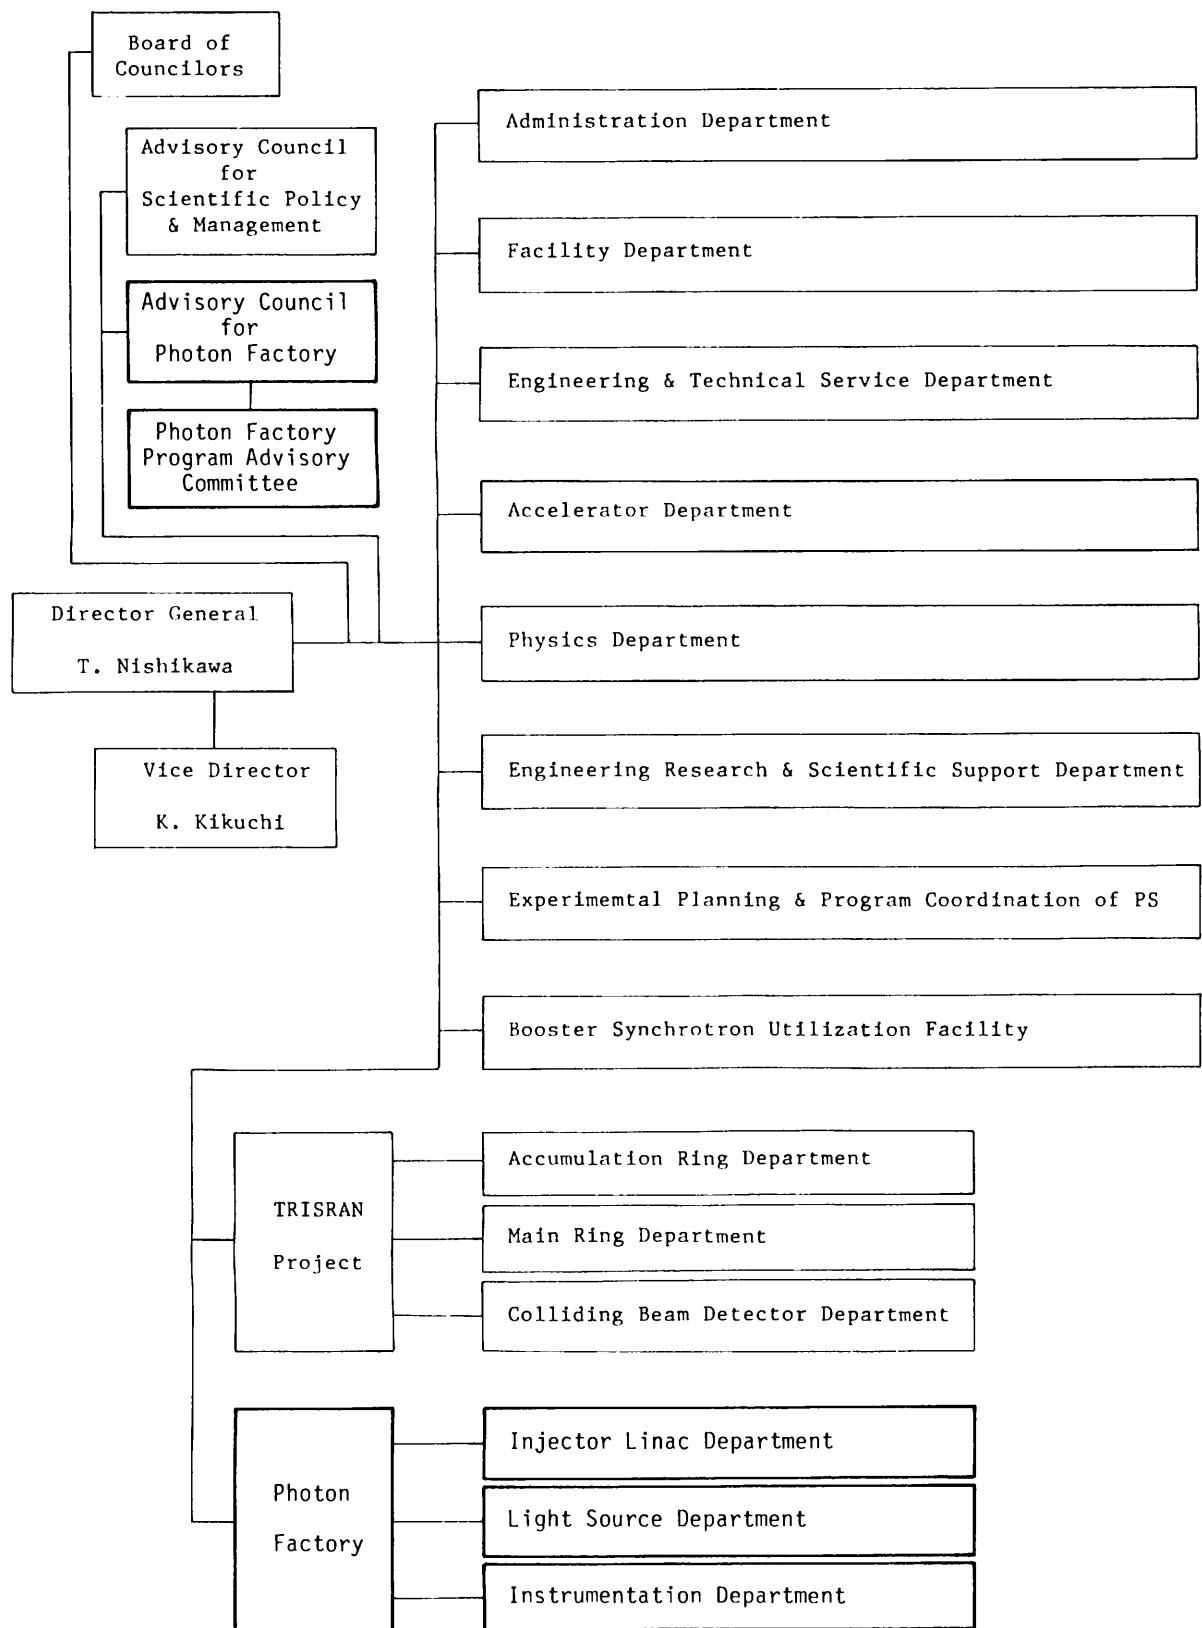 Board of
Councilors
Advisory Council
for
Scientific Policy
& Management
Advisory Council
for
Photon Factory
Photon Factory
Program Advisory
Committee
Director General
T. Nishikawa
Vice Director
K. Kikuchi
Administration Department
Facility Department
Engineering & Technical Service Department
Accelerator Department
Physics Department
Engineering Research & Scientific Support Department
Experimemtal Planning & Program Coordination of PS
Booster Synchrotron Utilization Facility
TRISRAN
Project
Accumulation Ring Department
Main Ring Department
Colliding Beam Detector Department
Photon
Factory
Injector Linac Department
Light Source Department
Instrumentation Department